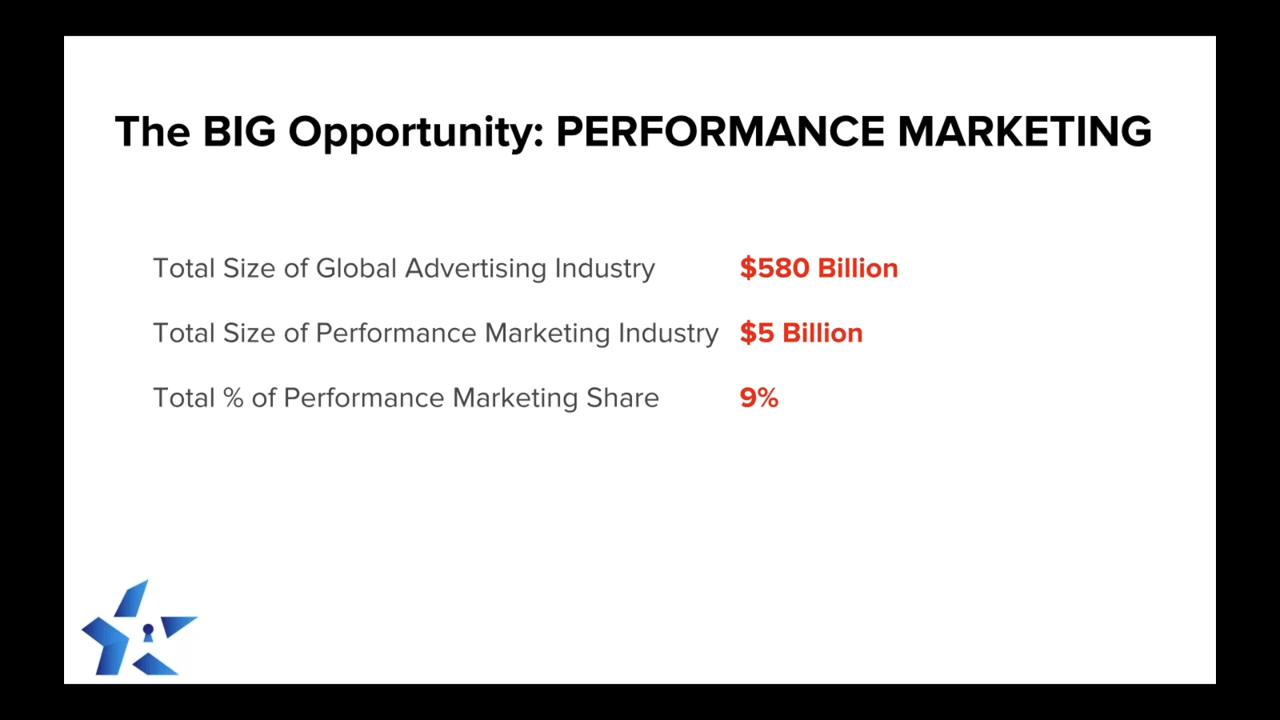 The BIG Opportunity: PERFORMANCE MARKETING
Total Size of Global Advertising Industry $580 Billion
Total Size of Performance Marketing Industry $5 Billion
Total % of Performance Marketing Share 9%